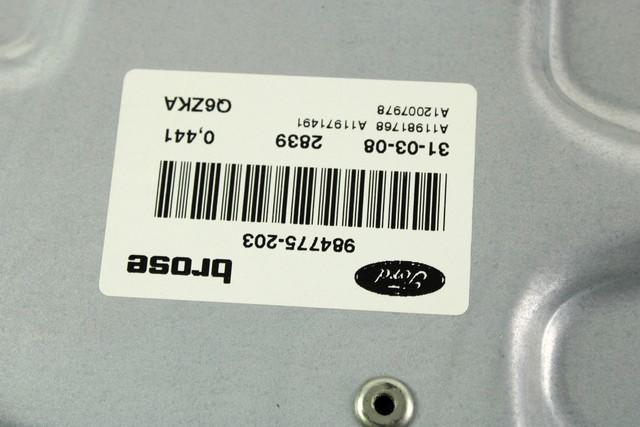 Ford brose
984775-203
31-03-08 2839 0,441
A11981768 A11971491
A12007978 Q6ZKA